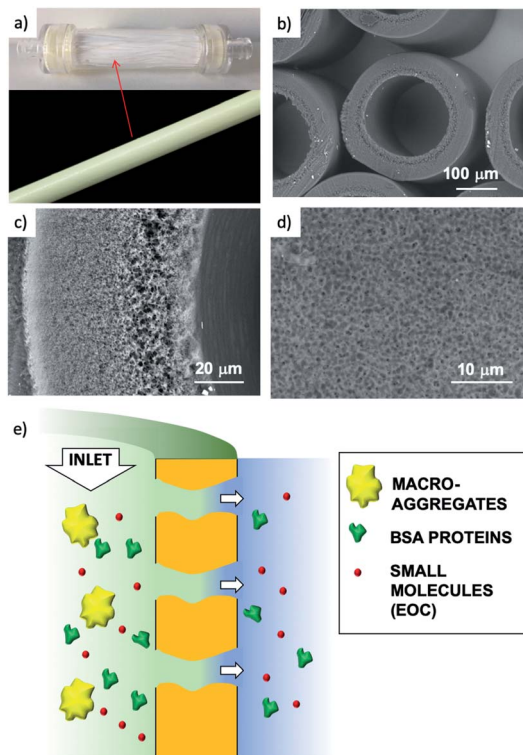 a)
b)
100 μm
c)
20 μm
d)
10 μm
e)
INLET
MACRO-
AGGREGATES
BSA PROTEINS
SMALL
MOLECULES
(EOC)